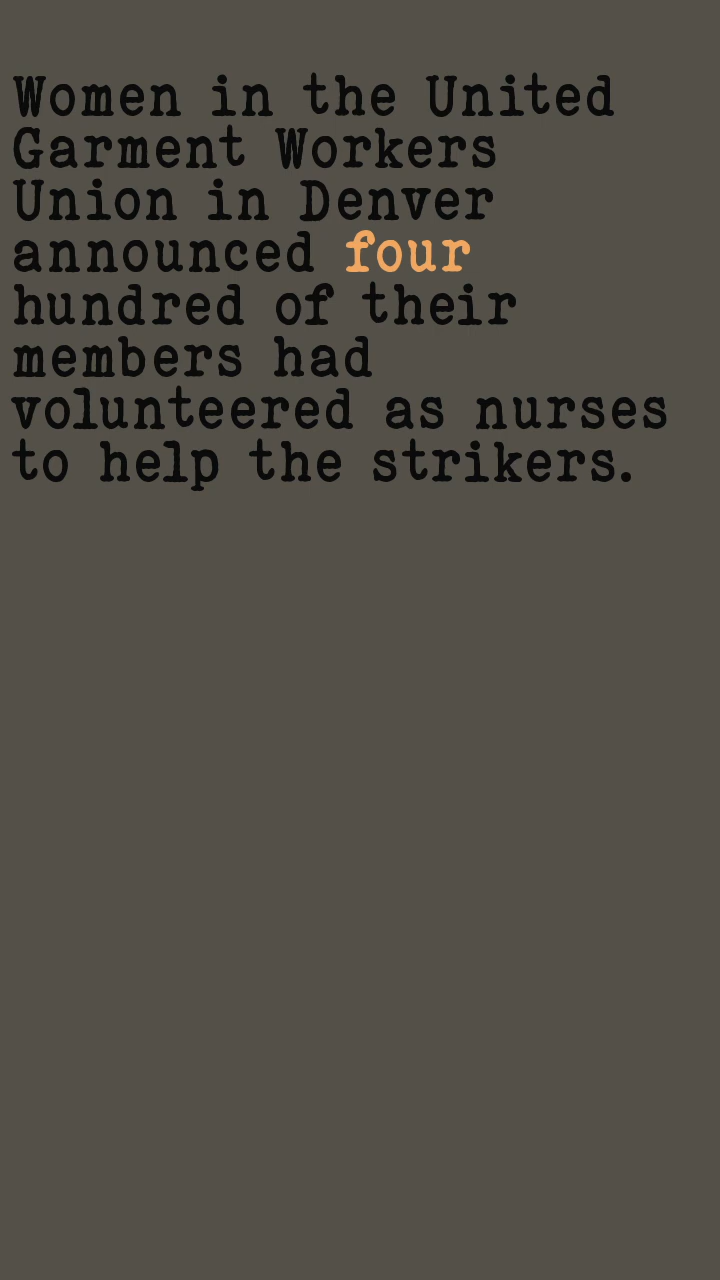 Women in the United
Garment Workers
Union in Denver
announced four
hundred of their
members had
volunteered as nurses
to help the strikers.